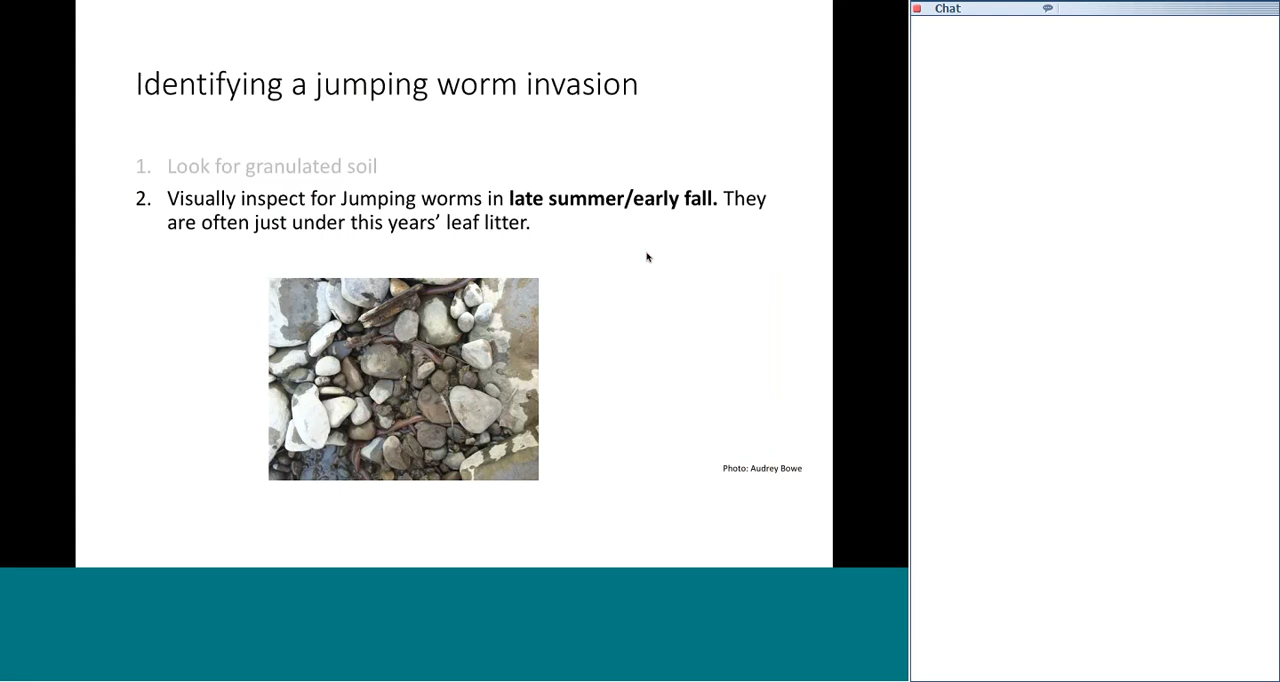 Chat
Identifying a jumping worm invasion
1. Look for granulated soil
2. Visually inspect for Jumping worms in late summer/early fall. They
are often just under this years’ leaf litter.
Photo: Audrey Bowe